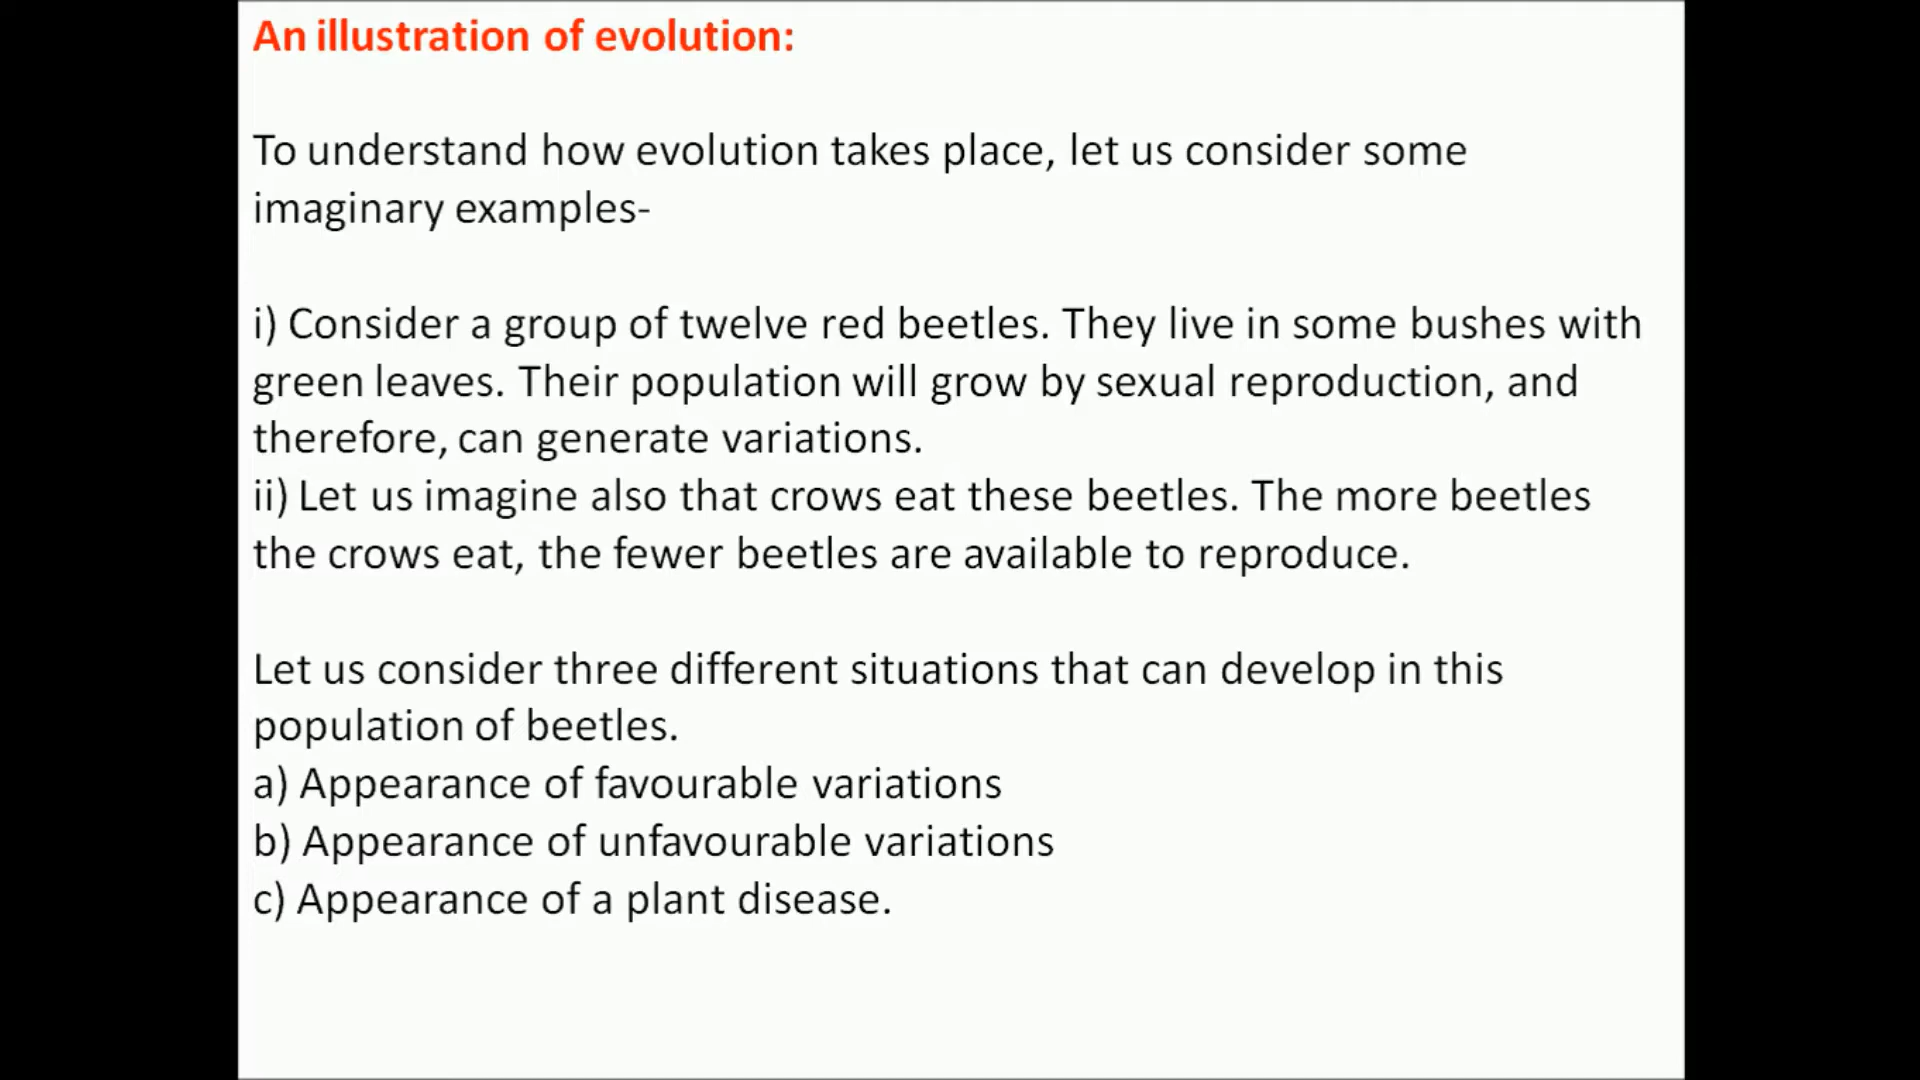 An illustration of evolution:
To understand how evolution takes place, let us consider some
imaginary examples-
i) Consider a group of twelve red beetles. They live in some bushes with
green leaves. Their population will grow by sexual reproduction, and
therefore, can generate variations.
ii) Let us imagine also that crows eat these beetles. The more beetles
the crows eat, the fewer beetles are available to reproduce.
Let us consider three different situations that can develop in this
population of beetles.
a) Appearance of favourable variations
b) Appearance of unfavourable variations
c) Appearance of a plant disease.